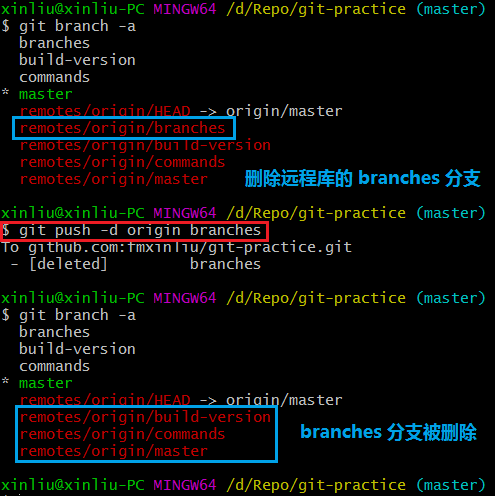 xinliu@xinliu-PC MINGW64 /d/Repo/git-practice (master)
$ git branch -a
branches
build-version
commands
* master
remotes/origin/HEAD -> origin/master
remotes/origin/branches
remotes/origin/build-version
remotes/origin/commands
remotes/origin/master
删除远程库的 branches 分支
xinliu@xinliu-PC MINGW64 /d/Repo/git-practice (master)
$ git push -d origin branches
To github.com:fmxinliu/git-practice.git
- [deleted] branches
xinliu@xinliu-PC MINGW64 /d/Repo/git-practice (master)
$ git branch -a
branches
build-version
commands
* master
remotes/origin/HEAD -> origin/master
remotes/origin/build-version
remotes/origin/commands
remotes/origin/master
branches 分支被删除
xinliu@xinliu-PC MINGW64 /d/Repo/git-practice (master)